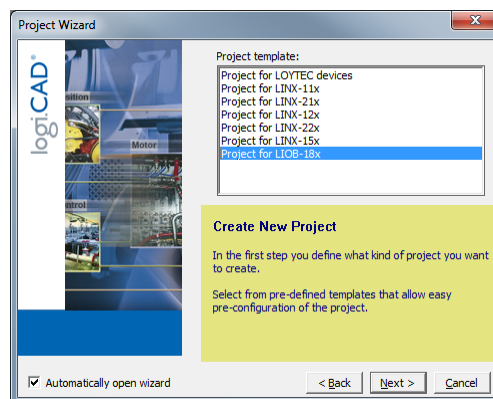 Project Wizard
x
logi.CAD
sition
Motor
ntrol
Project template:
Project for LOYTEC devices
Project for LINX-11x
Project for LINX-21x
Project for LINX-12x
Project for LINX-22x
Project for LINX-15x
Project for LIOB-18x
Create New Project
In the first step you define what kind of project you want
to create.
Select from pre-defined templates that allow easy
pre-configuration of the project.
Automatically open wizard
< Back
Next >
Cancel